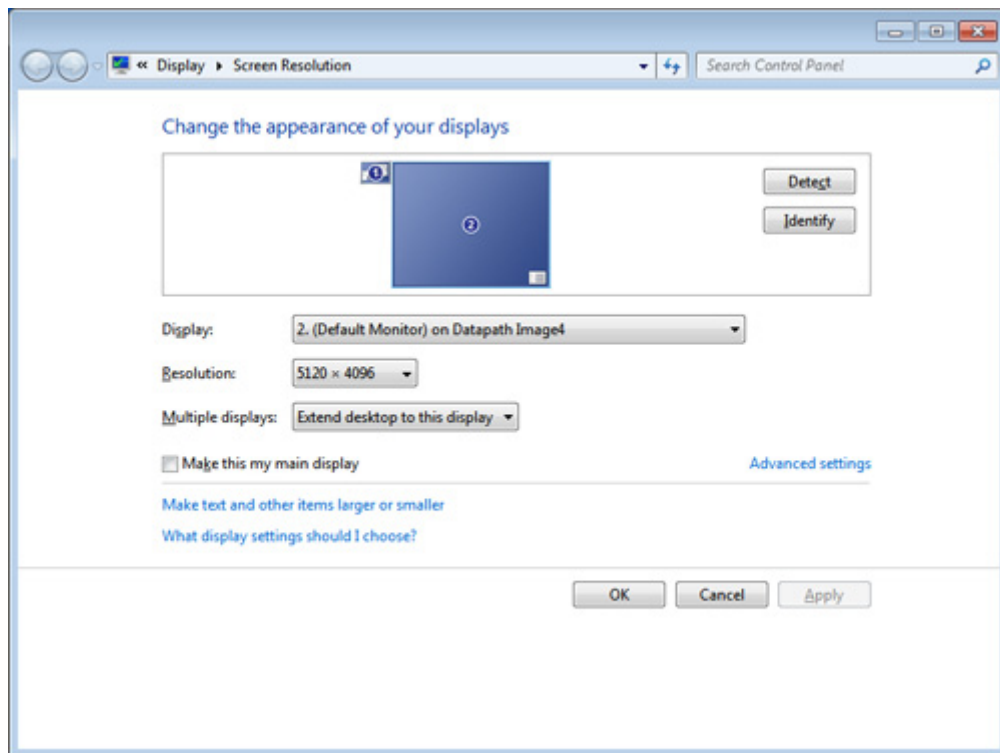 « Display ▸ Screen Resolution Search Control Panel
Change the appearance of your displays
1
2
Detect
Identify
Display: 2. (Default Monitor) on Datapath Image4
Resolution: 5120 × 4096
Multiple displays: Extend desktop to this display
Make this my main display Advanced settings
Make text and other items larger or smaller
What display settings should I choose?
OK Cancel Apply